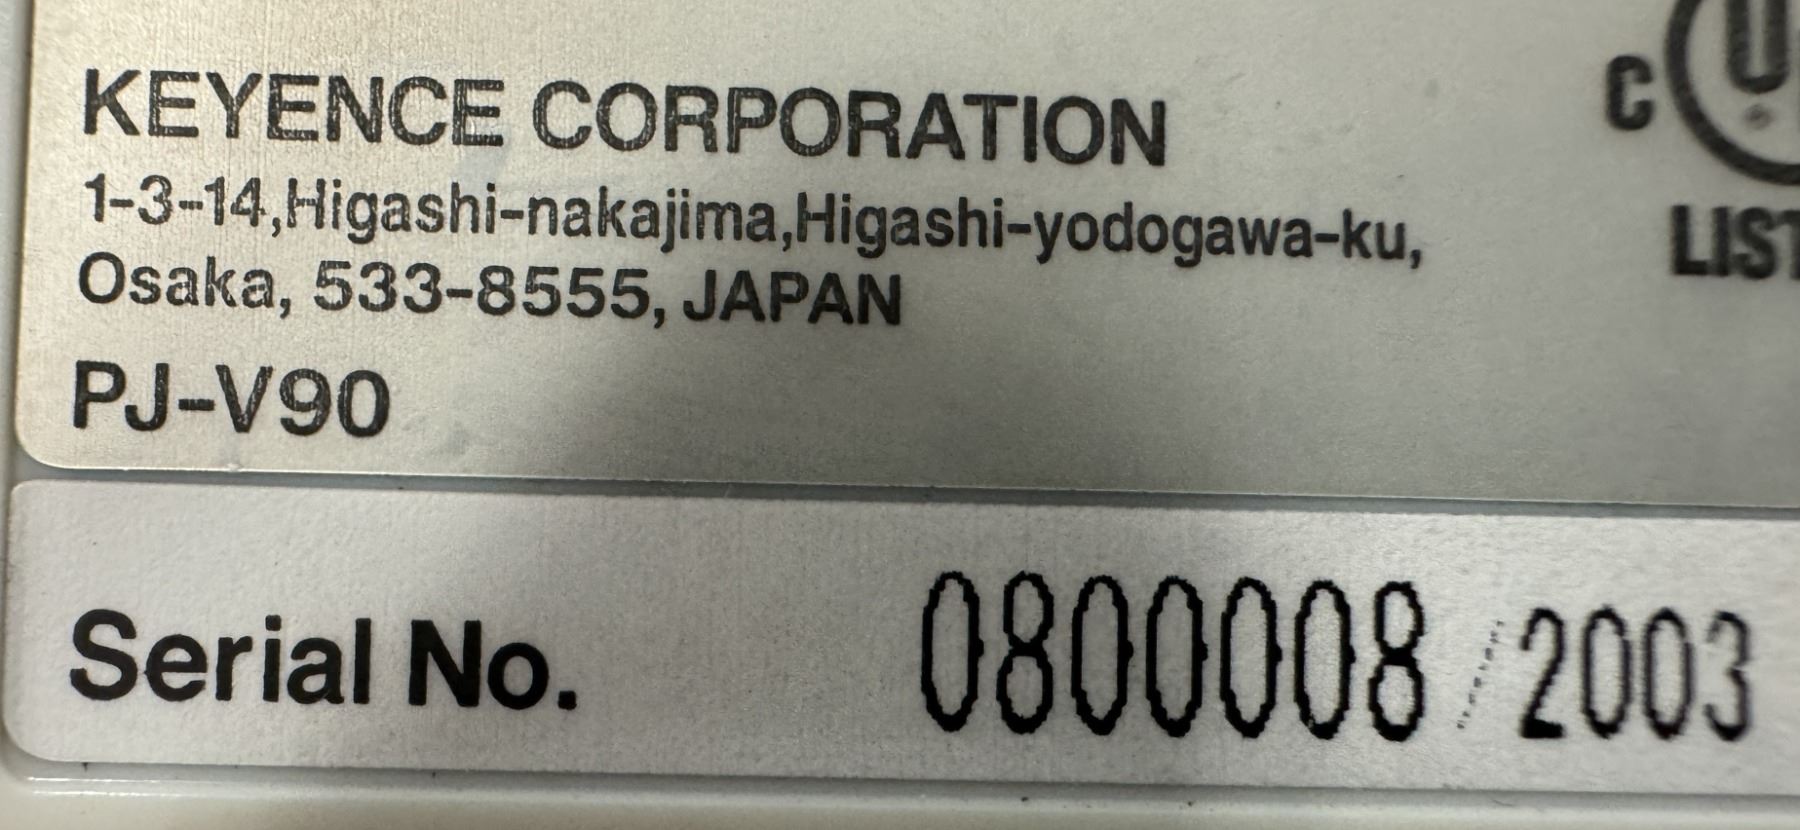 KEYENCE CORPORATION
1-3-14,Higashi-nakajima,Higashi-yodogawa-ku,
Osaka, 533-8555, JAPAN
PJ-V90
C U
LIST
Serial No. 0800008 / 2003